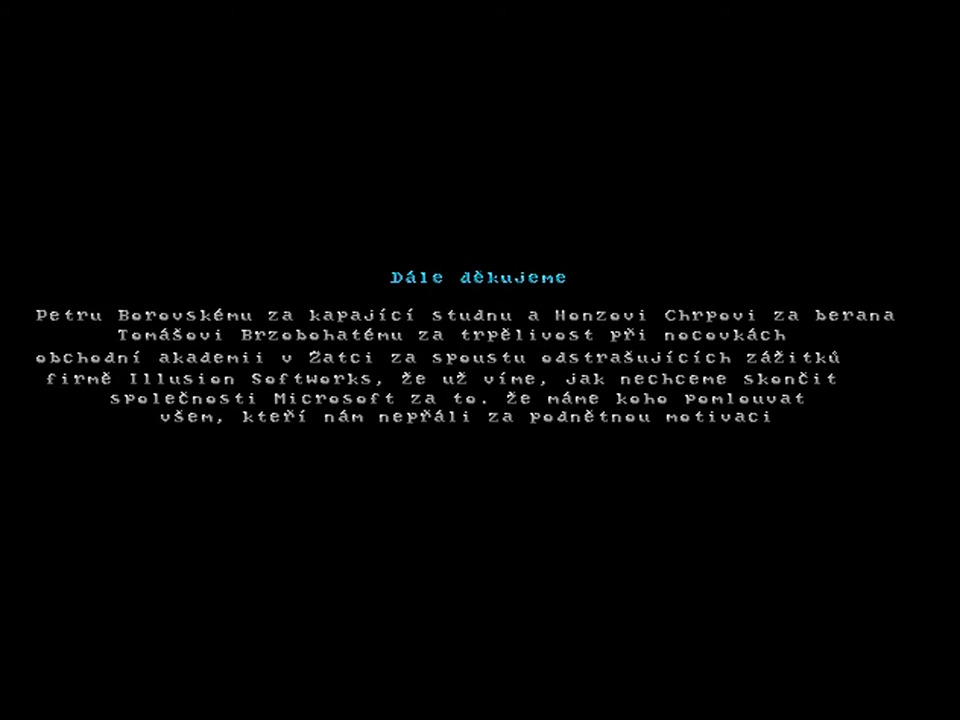 Dále děkujeme
Petru Borovskému za kapající studnu a Honzovi Chrpovi za berana
Tomášovi Brzobohatému za trpělivost při nocovkách
obchodní akademii v Žatci za spoustu odstrašujících zážitků
firmě Illusion SoftWorks, že už víme, jak nechceme skončit
společnosti Microsoft za to. že máme koho pomlouvat
všem, kteří nám nepřáli za podnětnou motivaci